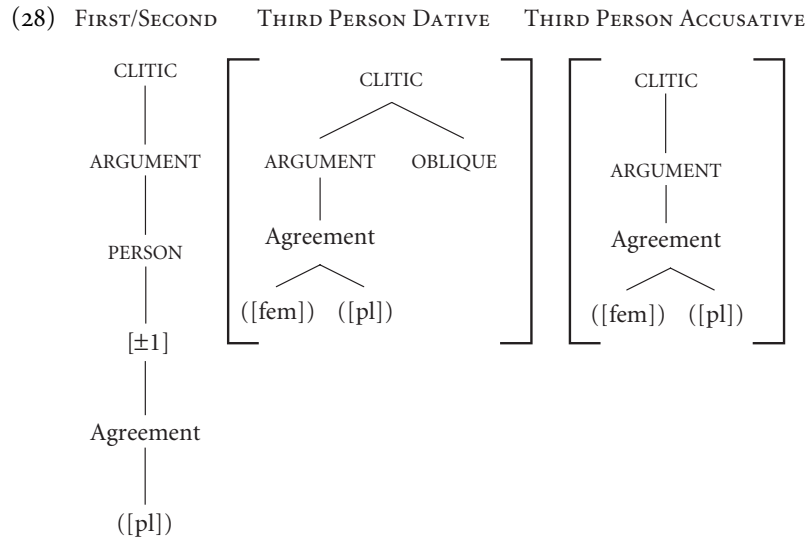 (28) FIRST/SECOND THIRD PERSON DATIVE THIRD PERSON ACCUSATIVE
CLITIC CLITIC CLITIC
ARGUMENT ARGUMENT OBLIQUE ARGUMENT
PERSON Agreement Agreement
([fem]) ([pl]) ([fem]) ([pl])
[±1]
Agreement
([pl])